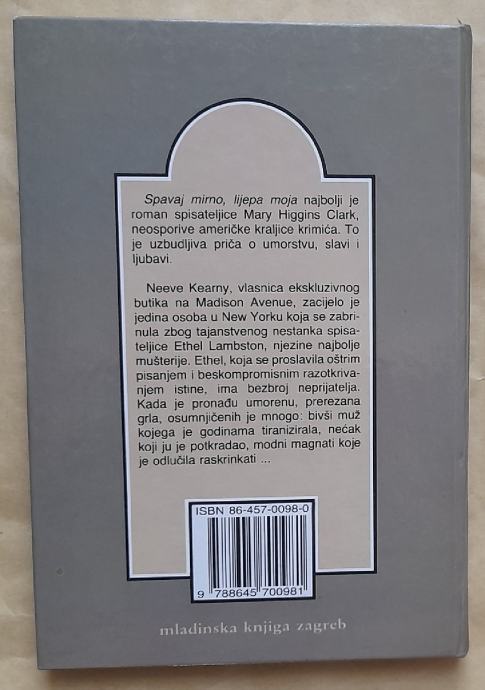 Spavaj mirno, lijepa moja najbolji je
roman spisateljice Mary Higgins Clark,
neosporive američke kraljice krimića. To
je uzbudljiva priča o umorstvu, slavi i
ljubavi.
Neeve Kearny, vlasnica ekskluzivnog
butika na Madison Avenue, zacijelo je
jedina osoba u New Yorku koja se zabri-
nula zbog tajanstvenog nestanka spisa-
teljice Ethel Lambston, njezine najbolje
mušterije. Ethel, koja se proslavila oštrim
pisanjem i beskompromisnim razotkriva-
njem istine, ima bezbroj neprijatelja.
Kada je pronađu umorenu, prerezana
grla, osumnjičenih je mnogo: bivši muž
kojega je godinama tiranizirala, nećak
koji ju je potkradao, modni magnati koje
je odlučila raskrinkati ...
ISBN 86-457-0098-0
9 788645 700981
mladinska knjiga zagreb